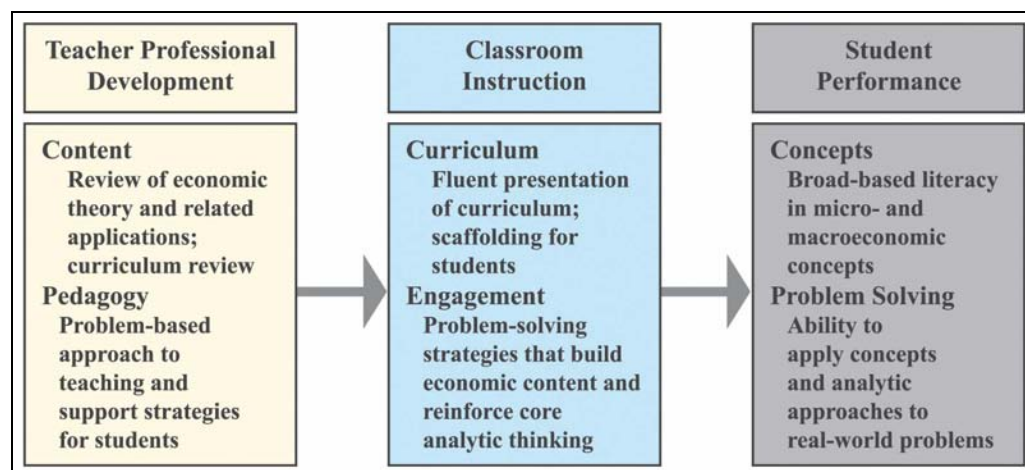 Teacher Professional
Development
Content
Review of economic
theory and related
applications;
curriculum review
Pedagogy
Problem-based
approach to
teaching and
support strategies
for students
Classroom
Instruction
Curriculum
Fluent presentation
of curriculum;
scaffolding for
students
Engagement
Problem-solving
strategies that build
economic content and
reinforce core
analytic thinking
Student
Performance
Concepts
Broad-based literacy
in micro- and
macroeconomic
concepts
Problem Solving
Ability to
apply concepts
and analytic
approaches to
real-world problems